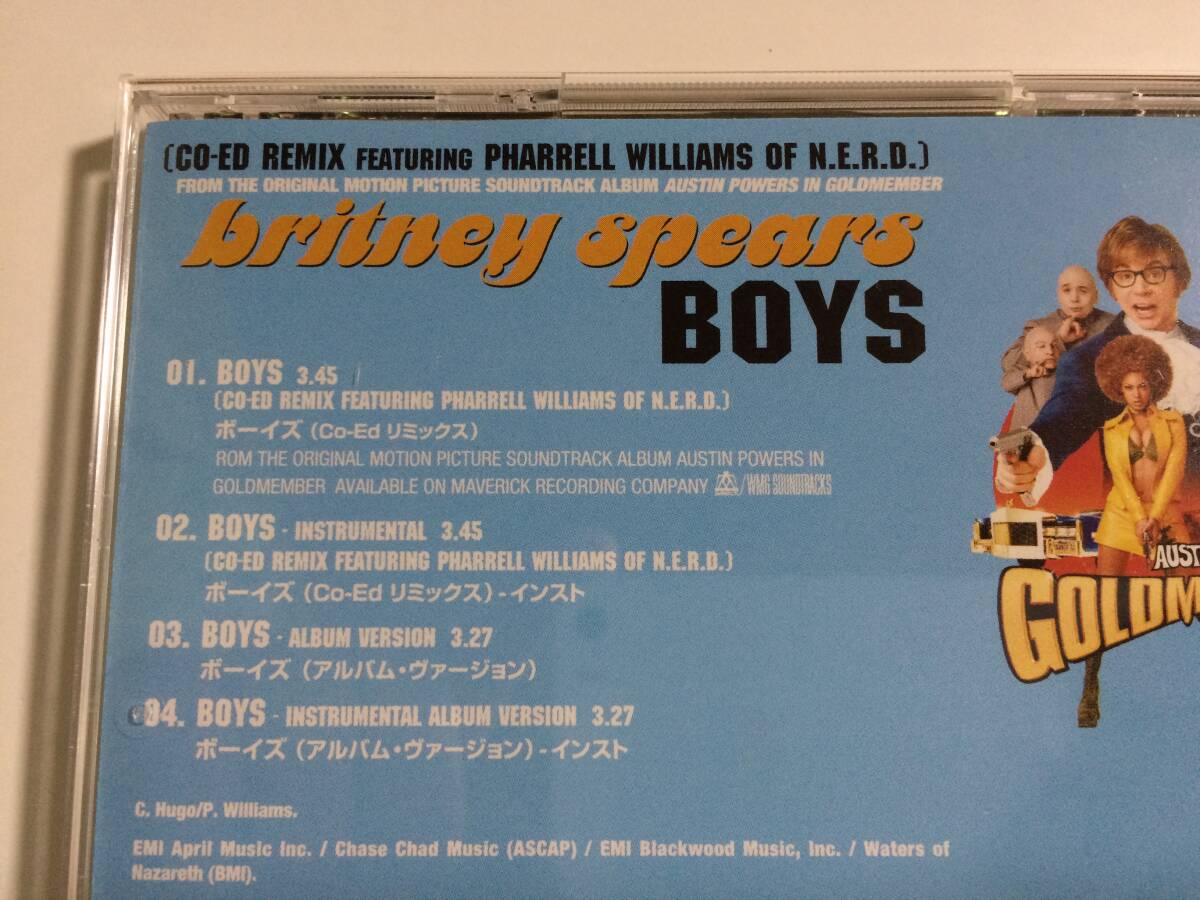 (CO-ED REMIX FEATURING PHARRELL WILLIAMS OF N.E.R.D.)
FROM THE ORIGINAL MOTION PICTURE SOUNDTRACK ALBUM AUSTIN POWERS IN GOLDMEMBER
britney spears
BOYS
01. BOYS 3.45
(CO-ED REMIX FEATURING PHARRELL WILLIAMS OF N.E.R.D.)
ボーイズ (Co-Ed リミックス)
ROM THE ORIGINAL MOTION PICTURE SOUNDTRACK ALBUM AUSTIN POWERS IN
GOLDMEMBER AVAILABLE ON MAVERICK RECORDING COMPANY /WMG SOUNDTRACKS
02. BOYS - INSTRUMENTAL 3.45
(CO-ED REMIX FEATURING PHARRELL WILLIAMS OF N.E.R.D.)
ボーイズ (Co-Ed リミックス) - インスト
03. BOYS - ALBUM VERSION 3.27
ボーイズ (アルバム・ヴァージョン)
04. BOYS - INSTRUMENTAL ALBUM VERSION 3.27
ボーイズ (アルバム・ヴァージョン) - インスト
C. Hugo/P. Williams.
EMI April Music Inc. / Chase Chad Music (ASCAP) / EMI Blackwood Music, Inc. / Waters of
Nazareth (BMI).
AUST
GOLDM